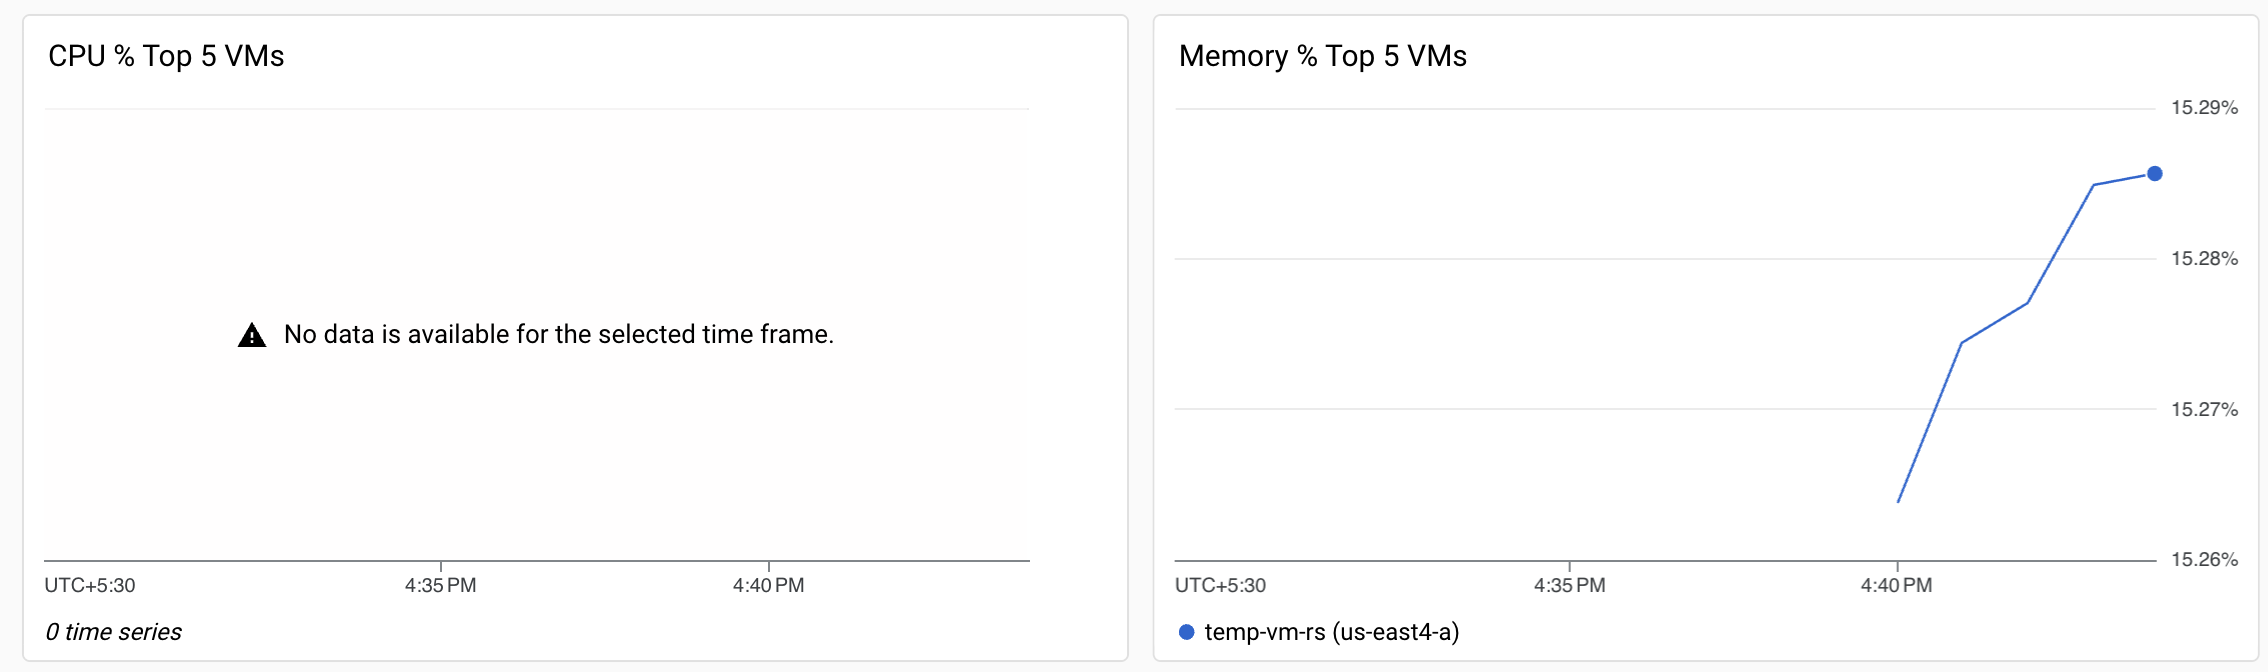 CPU % Top 5 VMs
No data is available for the selected time frame.
UTC+5:30
4:35 PM
4:40 PM
0 time series
Memory % Top 5 VMs
15.29%
15.28%
15.27%
15.26%
UTC+5:30
4:35 PM
4:40 PM
temp-vm-rs (us-east4-a)